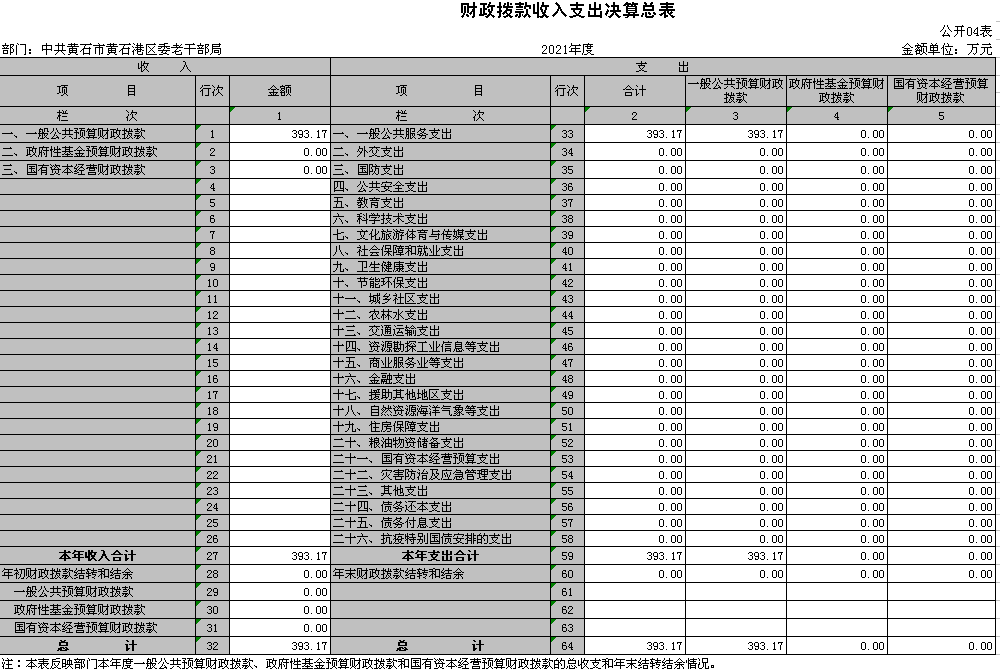 财政拨款收入支出决算总表
公开04表
部门：中共黄石市黄石港区委老干部局 2021年度 金额单位：万元
收 入 支 出
项 目 行次 金额 项 目 行次 合计 一般公共预算财政拨款 政府性基金预算财政拨款 国有资本经营预算财政拨款
栏 次 1 栏 次 2 3 4 5
一、一般公共预算财政拨款 1 393.17 一、一般公共服务支出 33 393.17 393.17 0.00 0.00
二、政府性基金预算财政拨款 2 0.00 二、外交支出 34 0.00 0.00 0.00 0.00
三、国有资本经营财政拨款 3 0.00 三、国防支出 35 0.00 0.00 0.00 0.00
4 四、公共安全支出 36 0.00 0.00 0.00 0.00
5 五、教育支出 37 0.00 0.00 0.00 0.00
6 六、科学技术支出 38 0.00 0.00 0.00 0.00
7 七、文化旅游体育与传媒支出 39 0.00 0.00 0.00 0.00
8 八、社会保障和就业支出 40 0.00 0.00 0.00 0.00
9 九、卫生健康支出 41 0.00 0.00 0.00 0.00
10 十、节能环保支出 42 0.00 0.00 0.00 0.00
11 十一、城乡社区支出 43 0.00 0.00 0.00 0.00
12 十二、农林水支出 44 0.00 0.00 0.00 0.00
13 十三、交通运输支出 45 0.00 0.00 0.00 0.00
14 十四、资源勘探工业信息等支出 46 0.00 0.00 0.00 0.00
15 十五、商业服务业等支出 47 0.00 0.00 0.00 0.00
16 十六、金融支出 48 0.00 0.00 0.00 0.00
17 十七、援助其他地区支出 49 0.00 0.00 0.00 0.00
18 十八、自然资源海洋气象等支出 50 0.00 0.00 0.00 0.00
19 十九、住房保障支出 51 0.00 0.00 0.00 0.00
20 二十、粮油物资储备支出 52 0.00 0.00 0.00 0.00
21 二十一、国有资本经营预算支出 53 0.00 0.00 0.00 0.00
22 二十二、灾害防治及应急管理支出 54 0.00 0.00 0.00 0.00
23 二十三、其他支出 55 0.00 0.00 0.00 0.00
24 二十四、债务还本支出 56 0.00 0.00 0.00 0.00
25 二十五、债务付息支出 57 0.00 0.00 0.00 0.00
26 二十六、抗疫特别国债安排的支出 58 0.00 0.00 0.00 0.00
本年收入合计 27 393.17 本年支出合计 59 393.17 393.17 0.00 0.00
年初财政拨款结转和结余 28 0.00 年末财政拨款结转和结余 60 0.00 0.00 0.00 0.00
一般公共预算财政拨款 29 0.00 61
政府性基金预算财政拨款 30 0.00 62
国有资本经营预算财政拨款 31 0.00 63
总 计 32 393.17 总 计 64 393.17 393.17 0.00 0.00
注：本表反映部门本年度一般公共预算财政拨款、政府性基金预算财政拨款和国有资本经营预算财政拨款的总收支和年末结转结余情况。